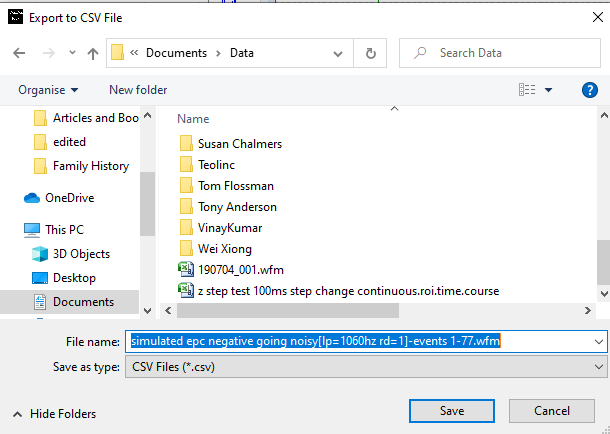 Export to CSV File
Documents > Data
Search Data
Organise
New folder
?
Articles and Boo
edited
Family History
OneDrive
This PC
3D Objects
Desktop
Documents
Name
Susan Chalmers
Teolinc
Tom Flossman
Tony Anderson
VinayKumar
Wei Xiong
190704_001.wfm
z step test 100ms step change continuous.roi.time.course
File name:
simulated epc negative going noisy[lp=1060hz rd=1]-events 1-77.wfm
Save as type:
CSV Files (*.csv)
Hide Folders
Save
Cancel